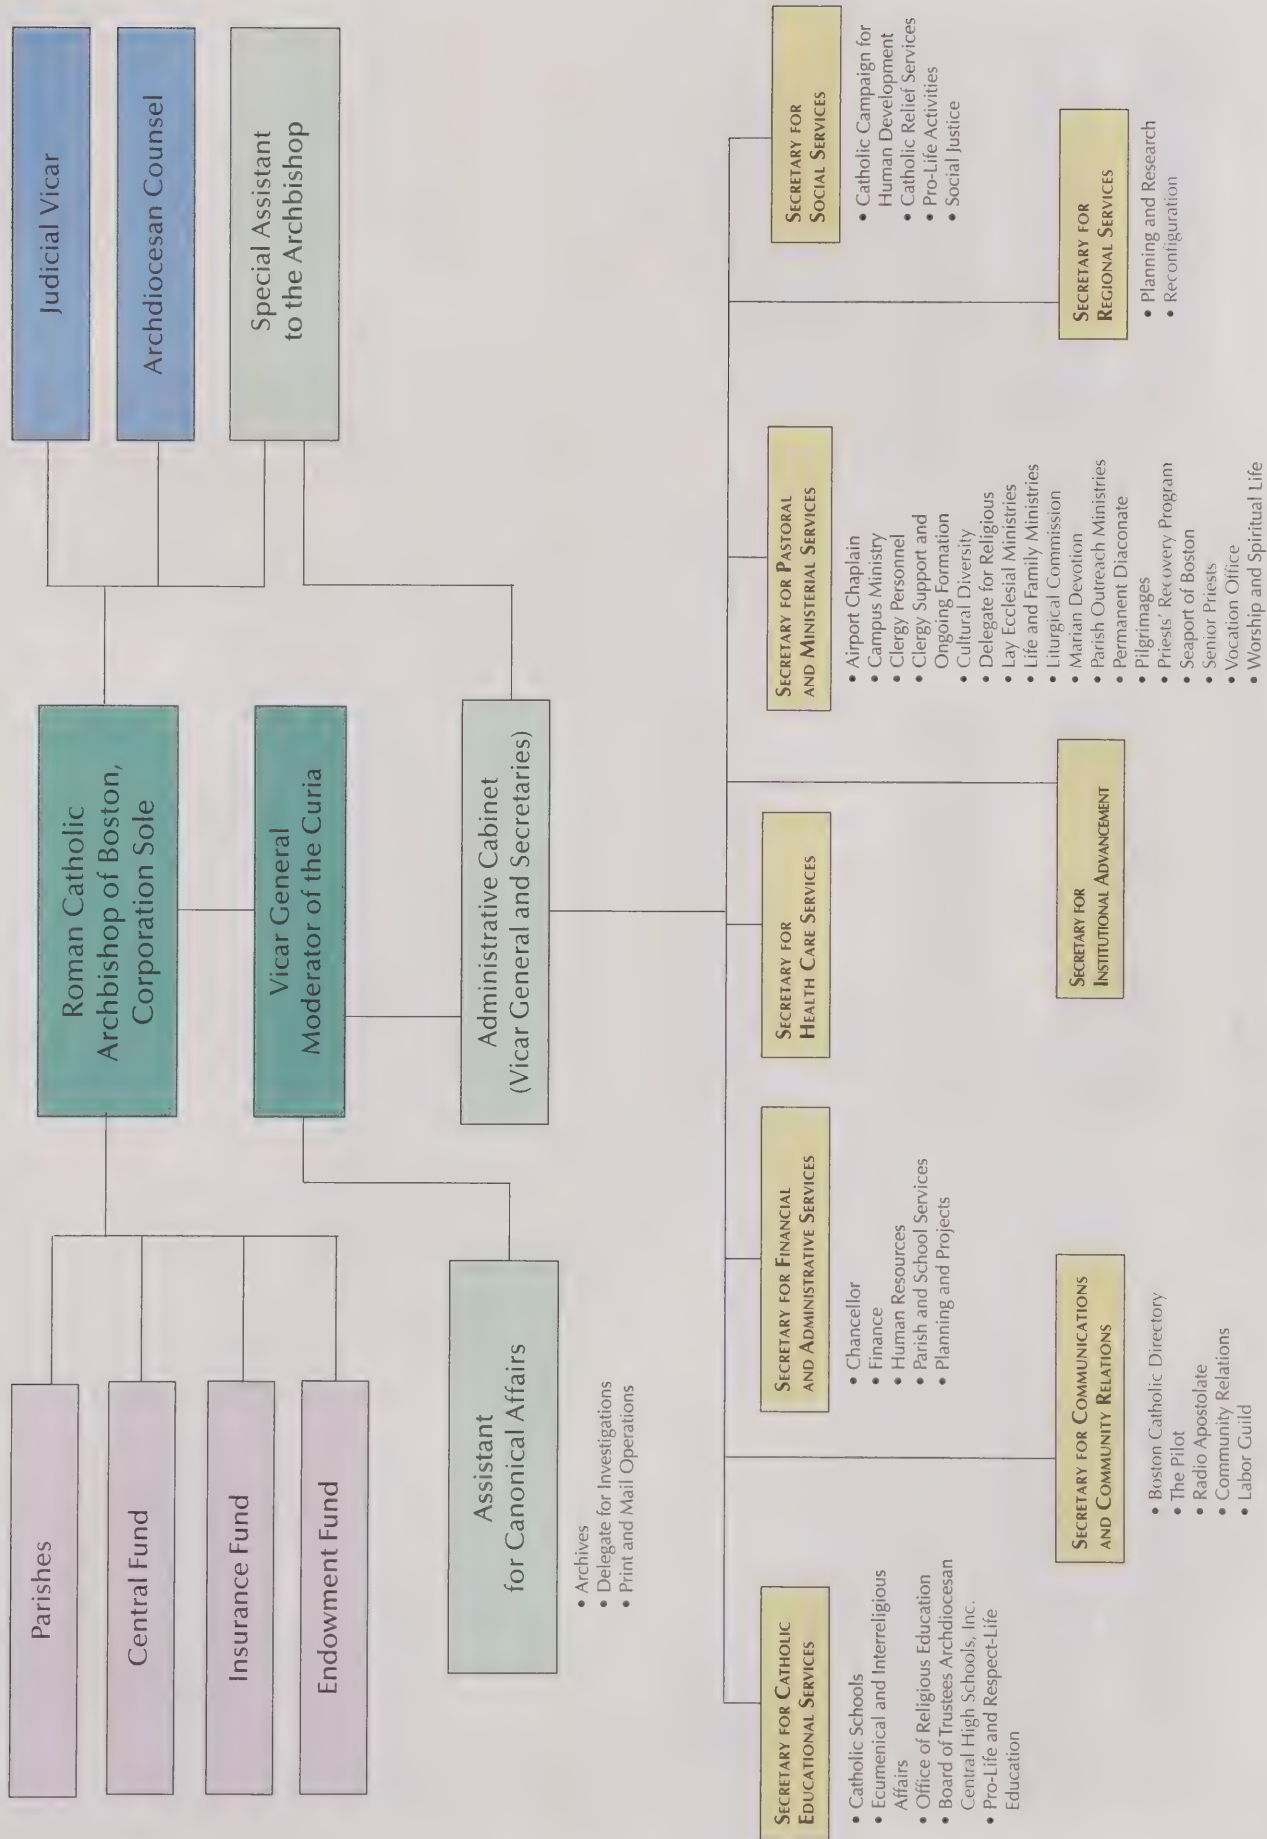 Parishes
Central Fund
Insurance Fund
Endowment Fund
Roman Catholic
Archbishop of Boston,
Corporation Sole
Vicar General
Moderator of the Curia
Judicial Vicar
Archdiocesan Counsel
Special Assistant
to the Archbishop
Assistant
for Canonical Affairs
• Archives
• Delegate for Investigations
• Print and Mail Operations
Administrative Cabinet
(Vicar General and Secretaries)
SECRETARY FOR CATHOLIC
EDUCATIONAL SERVICES
• Catholic Schools
• Ecumenical and Interreligious
Affairs
• Office of Religious Education
• Board of Trustees Archdiocesan
Central High Schools, Inc.
• Pro-Life and Respect-Life
Education
SECRETARY FOR FINANCIAL
AND ADMINISTRATIVE SERVICES
• Chancellor
• Finance
• Human Resources
• Parish and School Services
• Planning and Projects
SECRETARY FOR
HEALTH CARE SERVICES
SECRETARY FOR PASTORAL
AND MINISTERIAL SERVICES
• Airport Chaplain
• Campus Ministry
• Clergy Personnel
• Clergy Support and
Ongoing Formation
• Cultural Diversity
• Delegate for Religious
• Lay Ecclesial Ministries
• Life and Family Ministries
• Liturgical Commission
• Marian Devotion
• Parish Outreach Ministries
• Permanent Diaconate
• Pilgrimages
• Priests' Recovery Program
• Seaport of Boston
• Senior Priests
• Vocation Office
• Worship and Spiritual Life
SECRETARY FOR
SOCIAL SERVICES
• Catholic Campaign for
Human Development
• Catholic Relief Services
• Pro-Life Activities
• Social Justice
SECRETARY FOR COMMUNICATIONS
AND COMMUNITY RELATIONS
• Boston Catholic Directory
• The Pilot
• Radio Apostolate
• Community Relations
• Labor Guild
SECRETARY FOR
INSTITUTIONAL ADVANCEMENT
SECRETARY FOR
REGIONAL SERVICES
• Planning and Research
• Reconfiguration